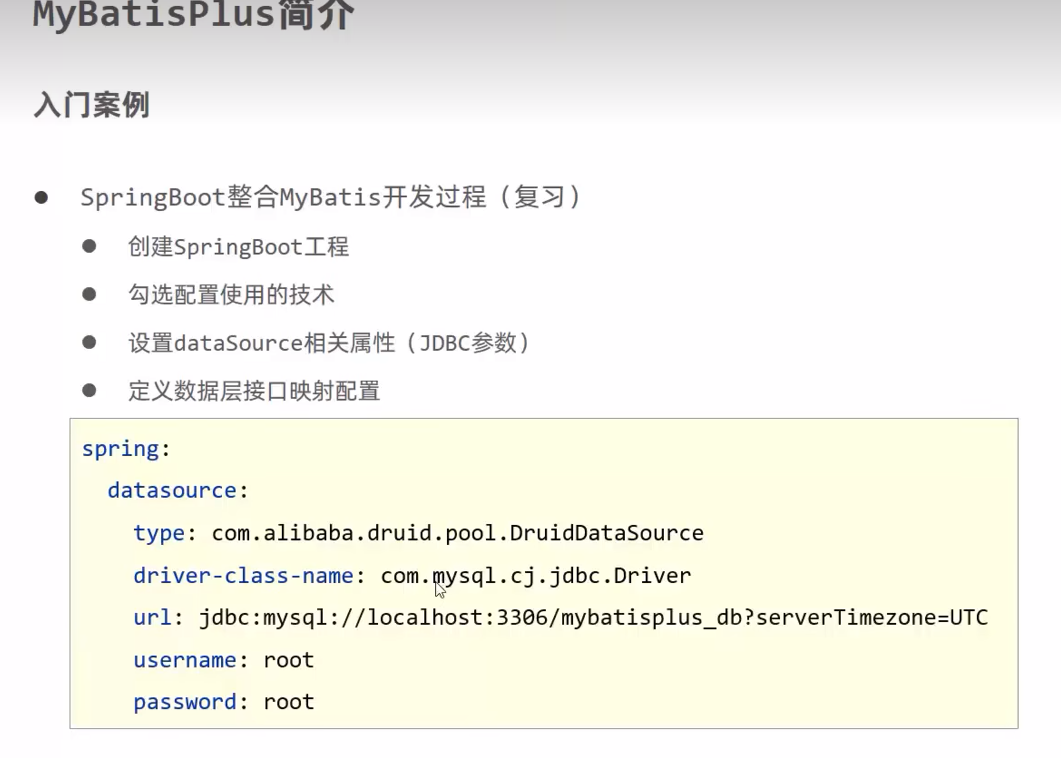 MyBatisPlus简介
入门案例
SpringBoot整合MyBatis开发过程（复习）
创建SpringBoot工程
勾选配置使用的技术
设置dataSource相关属性（JDBC参数）
定义数据层接口映射配置
spring:
datasource:
type: com.alibaba.druid.pool.DruidDataSource
driver-class-name: com.mysql.cj.jdbc.Driver
url: jdbc:mysql://localhost:3306/mybatisplus_db?serverTimezone=UTC
username: root
password: root